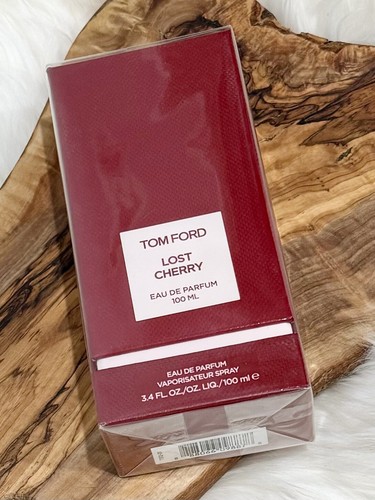 TOM FORD
LOST
CHERRY
EAU DE PARFUM
100 ML
EAU DE PARFUM
VAPORISATEUR SPRAY
3.4 FL. OZ./OZ. LIQ./100 ml ℮